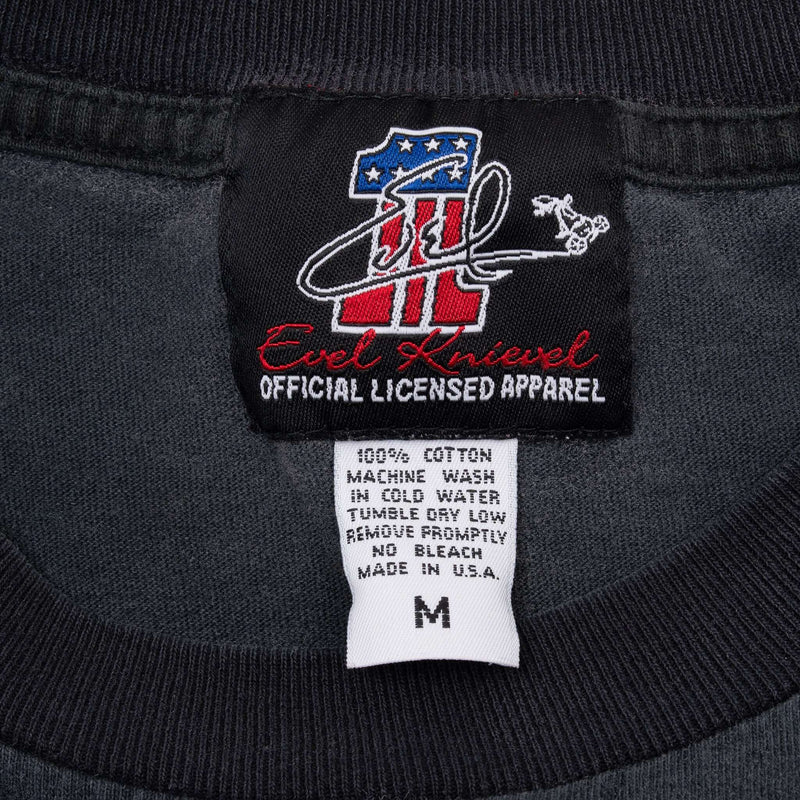 Evel
Evel Knievel
OFFICIAL LICENSED APPAREL
100% COTTON
MACHINE WASH
IN COLD WATER
TUMBLE DRY LOW
REMOVE PROMPTLY
NO BLEACH
MADE IN U.S.A.
M